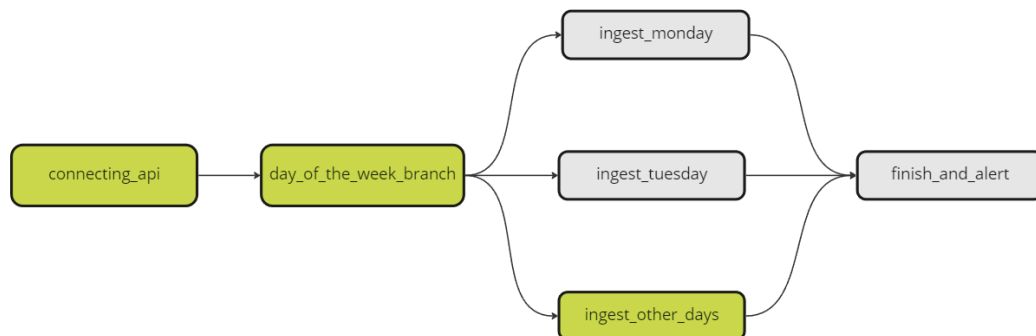 ingest_monday
connecting_api
day_of_the_week_branch
ingest_tuesday
finish_and_alert
ingest_other_days